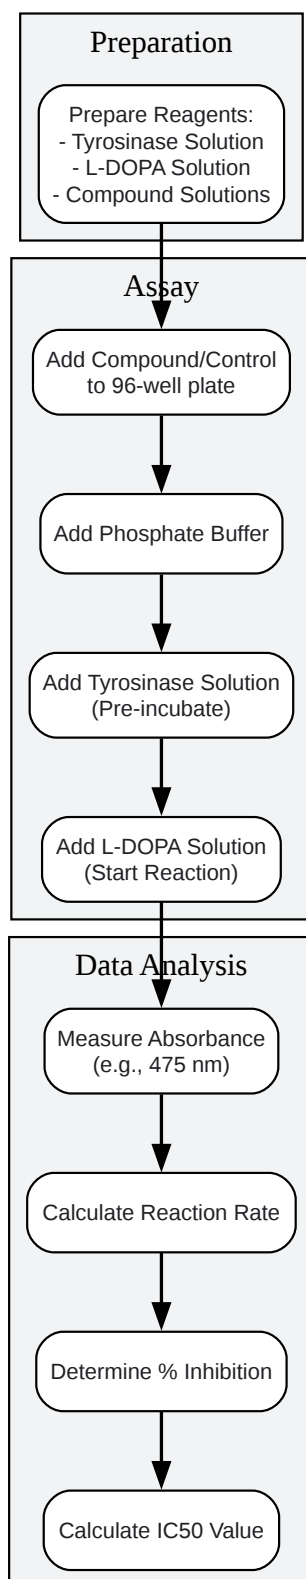 Preparation
Prepare Reagents:
- Tyrosinase Solution
- L-DOPA Solution
- Compound Solutions
Assay
Add Compound/Control
to 96-well plate
Add Phosphate Buffer
Add Tyrosinase Solution
(Pre-incubate)
Add L-DOPA Solution
(Start Reaction)
Data Analysis
Measure Absorbance
(e.g., 475 nm)
Calculate Reaction Rate
Determine % Inhibition
Calculate IC50 Value